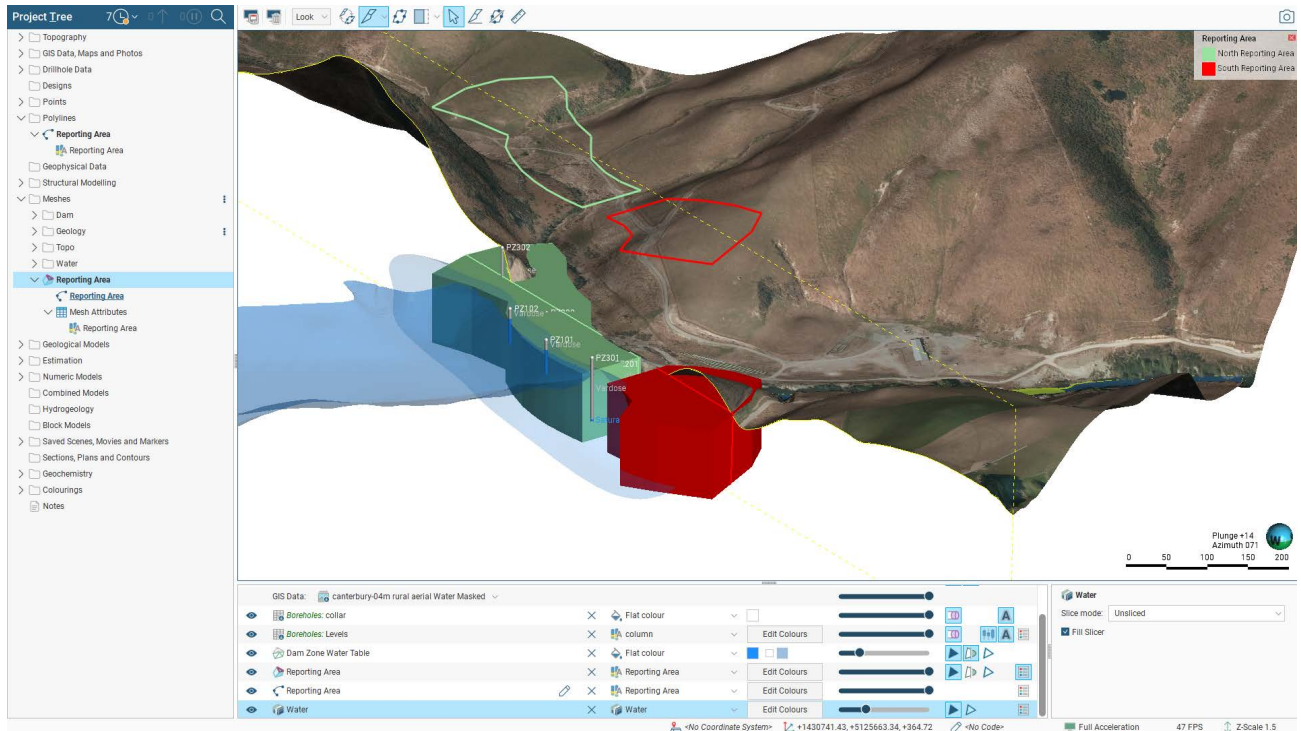 Project Tree 7 0 0
Look
Topography
GIS Data, Maps and Photos
Drillhole Data
Designs
Points
Polylines
Reporting Area
Reporting Area
Geophysical Data
Structural Modelling
Meshes
Dam
Geology
Topo
Water
Reporting Area
Reporting Area
Mesh Attributes
Reporting Area
Geological Models
Estimation
Numeric Models
Combined Models
Hydrogeology
Block Models
Saved Scenes, Movies and Markers
Sections, Plans and Contours
Geochemistry
Colourings
Notes
Reporting Area
North Reporting Area
South Reporting Area
PZ302
PZ102
Vardose
PZ101
Vardose
PZ301
Vardose
Plunge +14
Azimuth 071
W
0 50 100 150 200
GIS Data: canterbury-04m rural aerial Water Masked
Boreholes: collar Flat colour A
Boreholes: Levels column Edit Colours A
Dam Zone Water Table Flat colour
Reporting Area Reporting Area Edit Colours
Reporting Area Reporting Area Edit Colours
Water Water Edit Colours
Water
Slice mode: Unsliced
Fill Slicer
<No Coordinate System> +1430741.43, +5125663.34, +364.72 <No Code> Full Acceleration 47 FPS Z-Scale 1.5